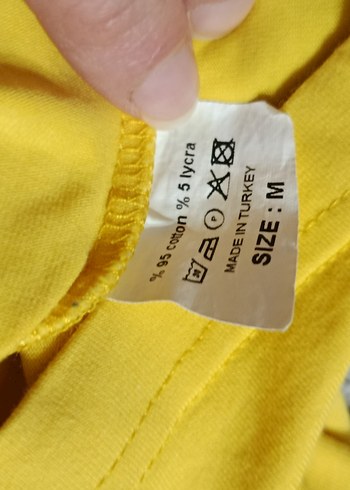 % 95 cotton % 5 lycra
P
MADE IN TURKEY
SIZE : M